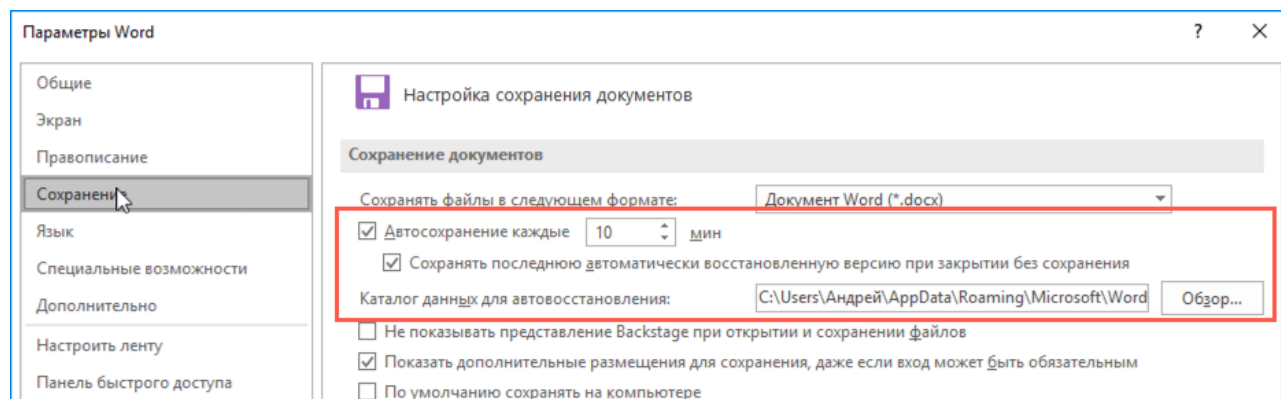 Параметры Word ?
Общие
Экран
Правописание
Сохранение
Язык
Специальные возможности
Дополнительно
Настроить ленту
Панель быстрого доступа
Настройка сохранения документов
Сохранение документов
Сохранять файлы в следующем формате: Документ Word (*.docx)
Автосохранение каждые 10 мин
Сохранять последнюю автоматически восстановленную версию при закрытии без сохранения
Каталог данных для автовосстановления: C:\Users\Андрей\AppData\Roaming\Microsoft\Word Обзор...
Не показывать представление Backstage при открытии и сохранении файлов
Показать дополнительные размещения для сохранения, даже если вход может быть обязательным
По умолчанию сохранять на компьютере